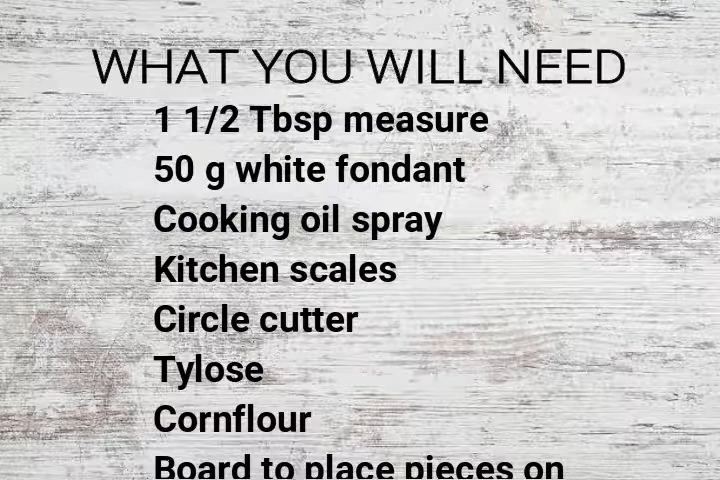 WHAT YOU WILL NEED
1 1/2 Tbsp measure
50 g white fondant
Cooking oil spray
Kitchen scales
Circle cutter
Tylose
Cornflour
Board to place pieces on